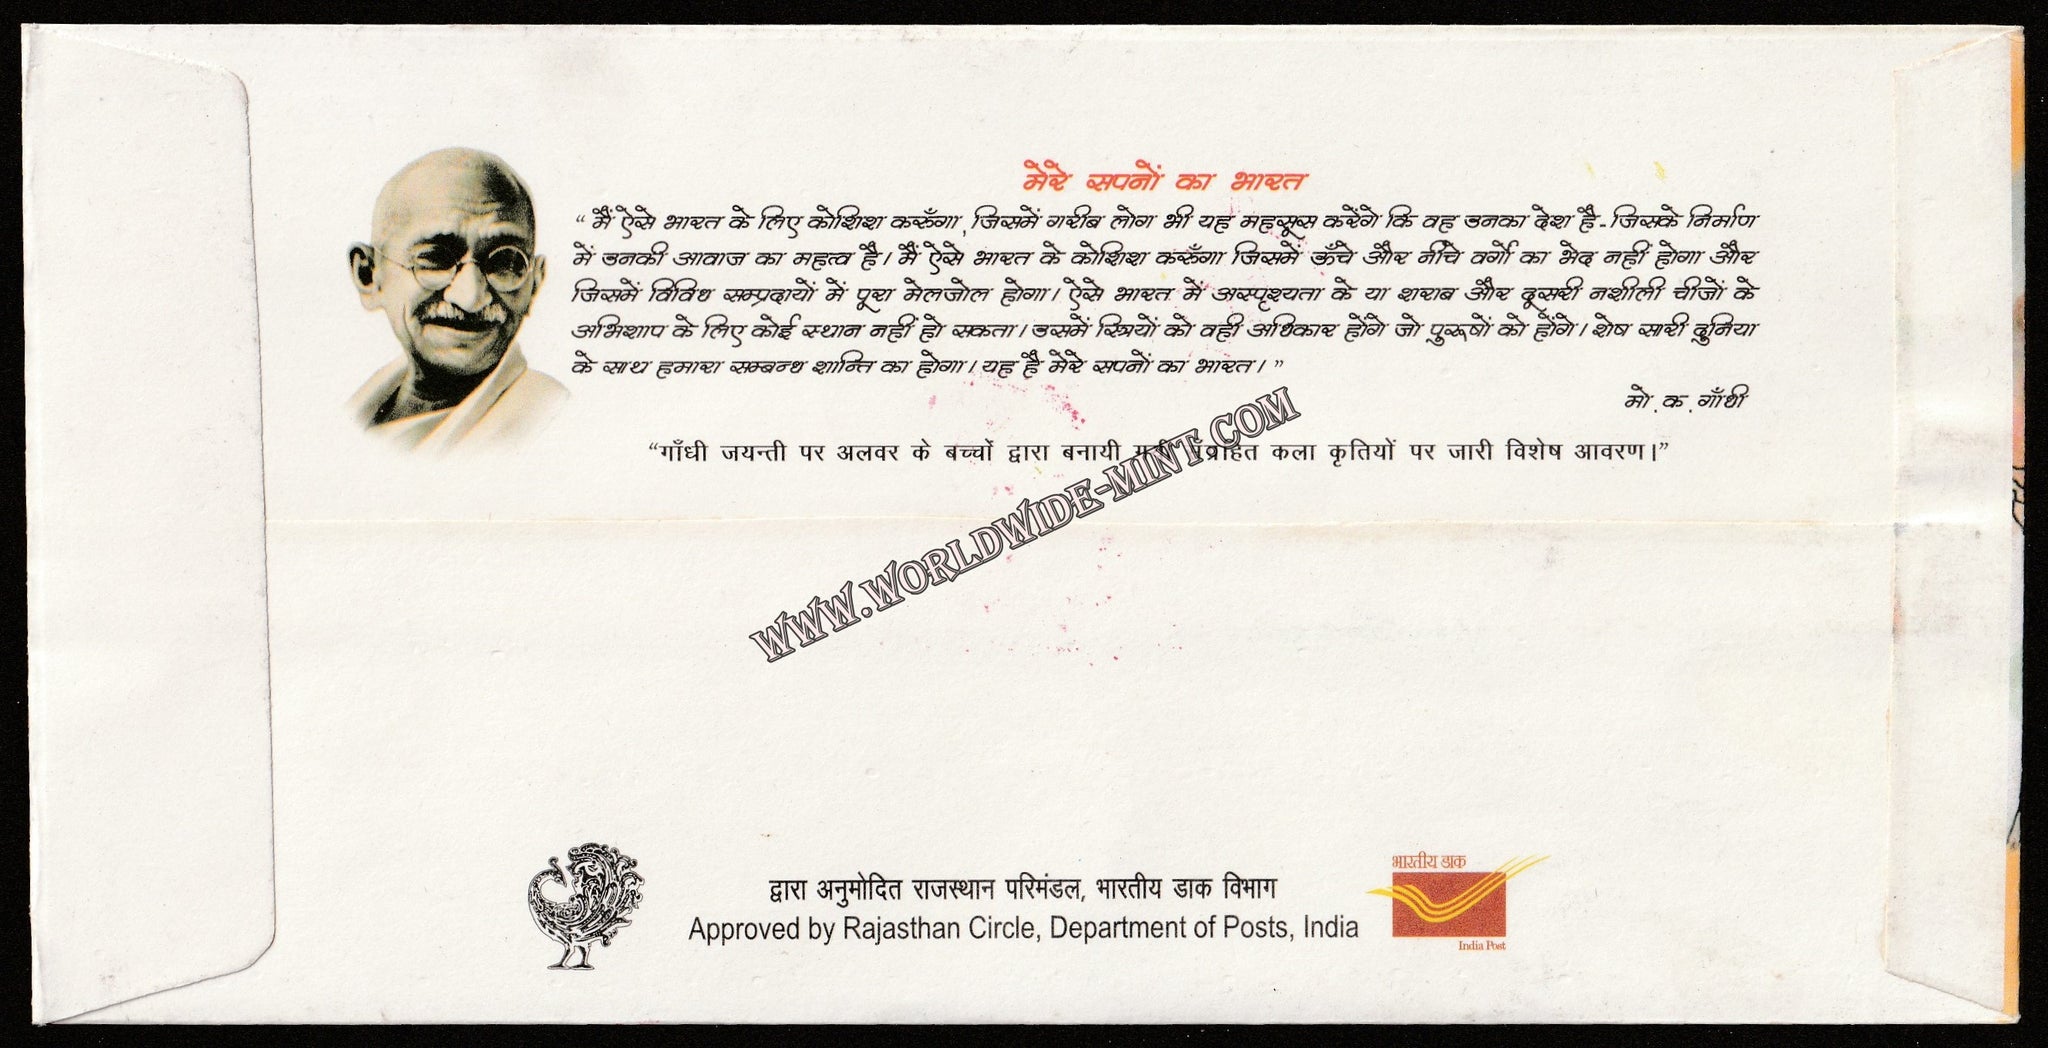 मेरे सपनों का भारत
“मैं ऐसे भारत के लिए कोशिश करूँगा, जिसमें गरीब लोग भी यह महसूस करेंगे कि वह उनका देश है - जिसके निर्माण
में उनकी आवाज का महत्व है। मैं ऐसे भारत के कोशिश करूँगा जिसमें ऊँचे और नीचे वर्गो का भेद नहीं होगा और
जिसमें विविध सम्प्रदायों में पूरा मेलजोल होगा। ऐसे भारत में अस्पृश्यता के या शराब और दूसरी नशीली चीजों के
अभिशाप के लिए कोई स्थान नहीं हो सकता। उसमें स्त्रियों को वही अधिकार होंगे जो पुरूषों को होंगे। शेष सारी दुनिया
के साथ हमारा सम्बन्ध शान्ति का होगा। यह है मेरे सपनों का भारत।”
मो. क. गाँधी
“गाँधी जयन्ती पर अलवर के बच्चों द्वारा बनायी कला कृतियों पर जारी विशेष आवरण।”
WWW.WORLDWIDE-MINT.COM
द्वारा अनुमोदित राजस्थान परिमंडल, भारतीय डाक विभाग
Approved by Rajasthan Circle, Department of Posts, India
भारतीय डाक
India Post